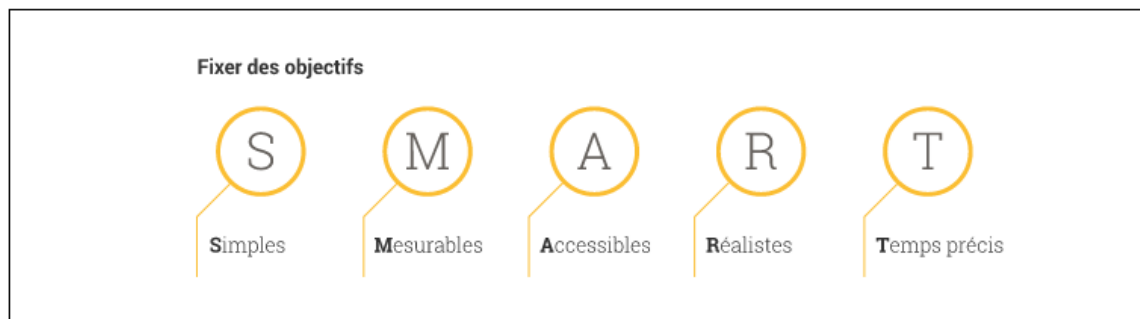 Fixer des objectifs
S M A R T
Simples Mesurables Accessibles Réalistes Temps précis